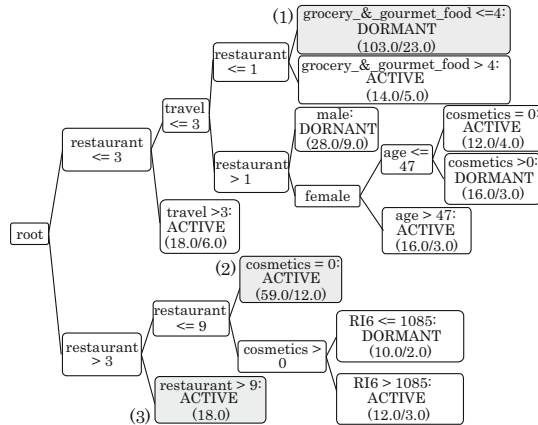 (1)
grocery_&_gourmet_food <=4:
DORMANT
(103.0/23.0)
restaurant
<= 1
grocery_&_gourmet_food > 4:
ACTIVE
(14.0/5.0)
travel
<= 3
male:
DORNANT
(28.0/9.0)
cosmetics = 0:
ACTIVE
(12.0/4.0)
restaurant
<= 3
age <=
47
restaurant
> 1
cosmetics >0:
DORMANT
(16.0/3.0)
female
travel >3:
ACTIVE
(18.0/6.0)
age > 47:
ACTIVE
(16.0/3.0)
root
(2)
cosmetics = 0:
ACTIVE
(59.0/12.0)
restaurant
<= 9
RI6 <= 1085:
DORMANT
(10.0/2.0)
restaurant
> 3
cosmetics >
0
restaurant > 9:
ACTIVE
(18.0)
(3)
RI6 > 1085:
ACTIVE
(12.0/3.0)